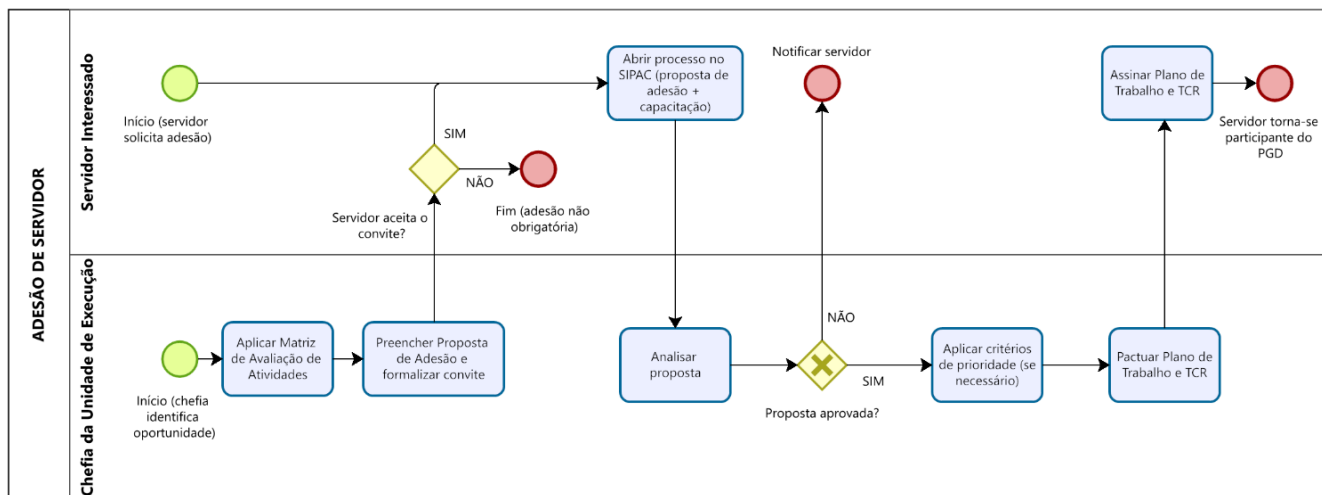 ADESÃO DE SERVIDOR
Servidor Interessado
Início (servidor
solicita adesão)
SIM
NÃO
Servidor aceita o
convite?
Fim (adesão não
obrigatória)
Abrir processo no
SIPAC (proposta de
adesão +
capacitação)
Notificar servidor
Assinar Plano de
Trabalho e TCR
Servidor torna-se
participante do
PGD
Chefia da Unidade de Execução
Início (chefia
identifica
oportunidade)
Aplicar Matriz
de Avaliação de
Atividades
Preencher Proposta
de Adesão e
formalizar convite
Analisar
proposta
NÃO
SIM
Proposta aprovada?
Aplicar critérios
de prioridade (se
necessário)
Pactuar Plano de
Trabalho e TCR